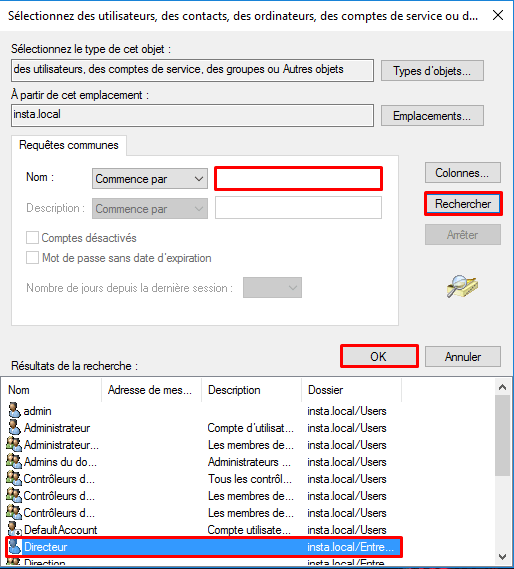 Sélectionnez des utilisateurs, des contacts, des ordinateurs, des comptes de service ou d...
Sélectionnez le type de cet objet :
des utilisateurs, des comptes de service, des groupes ou Autres objets
Types d'objets...
À partir de cet emplacement :
insta.local
Emplacements...
Requêtes communes
Nom :
Commence par
Colonnes...
Description :
Commence par
Rechercher
Comptes désactivés
Arrêter
Mot de passe sans date d'expiration
Nombre de jours depuis la dernière session :
OK
Annuler
Résultats de la recherche :
Nom Adresse de mes... Description Dossier
admin insta.local/Users
Administrateur Compte d'utilisat... insta.local/Users
Administrateur... Les membres de... insta.local/Users
Admins du do... Administrateurs ... insta.local/Users
Contrôleurs d... Tous les contrôl... insta.local/Users
Contrôleurs d... Les membres de... insta.local/Users
Contrôleurs d... Les membres de... insta.local/Users
DefaultAccount Compte utilisate... insta.local/Users
Directeur insta.local/Entre...
Direction insta.local/Entre...